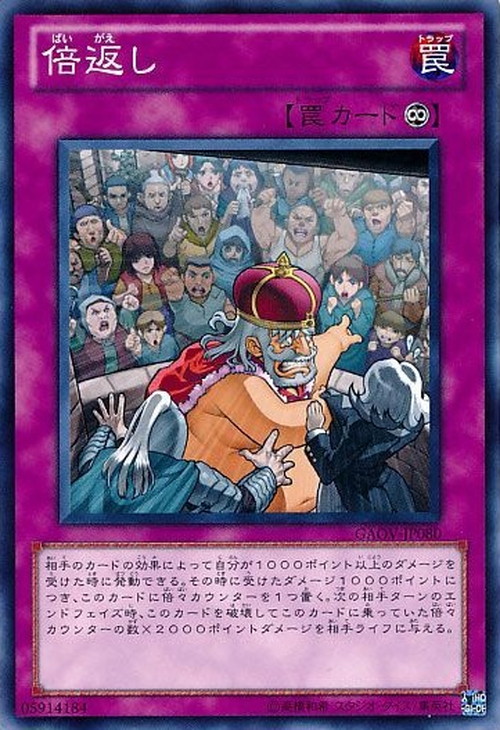 倍返し
罠
【罠カード∞】
GAOV-JP080
相手のカードの効果によって自分が1000ポイント以上のダメージを
受けた時に発動できる。その時に受けたダメージ1000ポイントに
つき、このカードに倍々カウンターを1つ置く。次の相手ターンのエ
ンドフェイズ時、このカードを破壊してこのカードに乗っていた倍々
カウンターの数×2000ポイントダメージを相手ライフに与える。
05914184
©高橋和希 スタジオ・ダイス/集英社